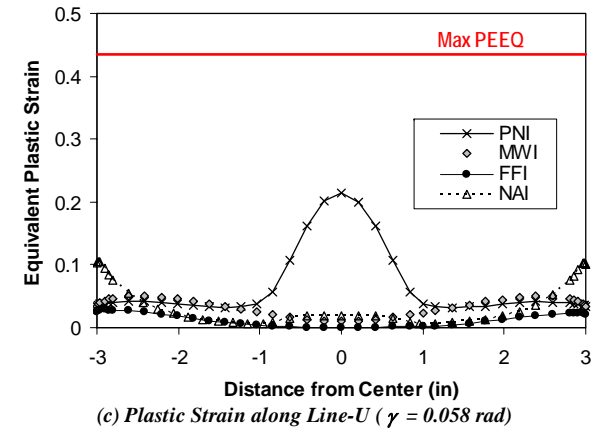 0.5
Max PEEQ
0.4
0.3
PNI
MWI
FFI
NAI
0.2
0.1
0
-3 -2 -1 0 1 2 3
Equivalent Plastic Strain
Distance from Center (in)
(c) Plastic Strain along Line-U ( γ = 0.058 rad)